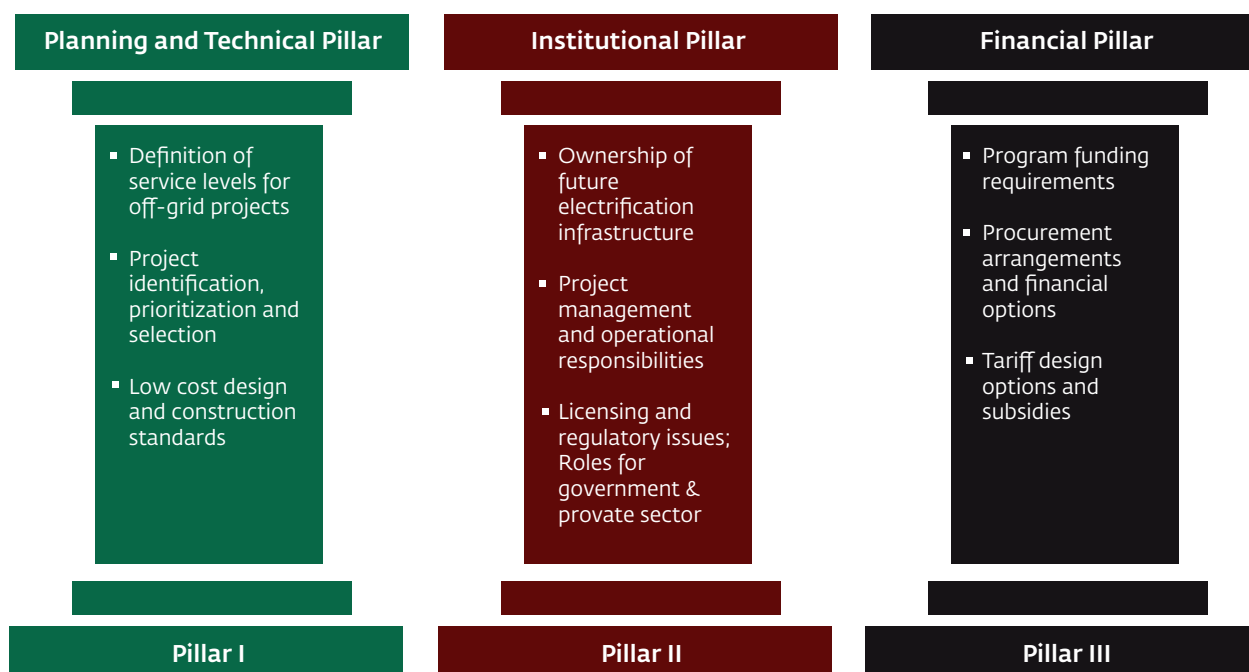 Planning and Technical Pillar
Definition of
service levels for
off-grid projects
Project
identification,
prioritization and
selection
Low cost design
and construction
standards
Pillar I
Institutional Pillar
Ownership of
future
electrification
infrastructure
Project
management
and operational
responsibilities
Licensing and
regulatory issues;
Roles for
government &
provate sector
Pillar II
Financial Pillar
Program funding
requirements
Procurement
arrangements
and financial
options
Tariff design
options and
subsidies
Pillar III